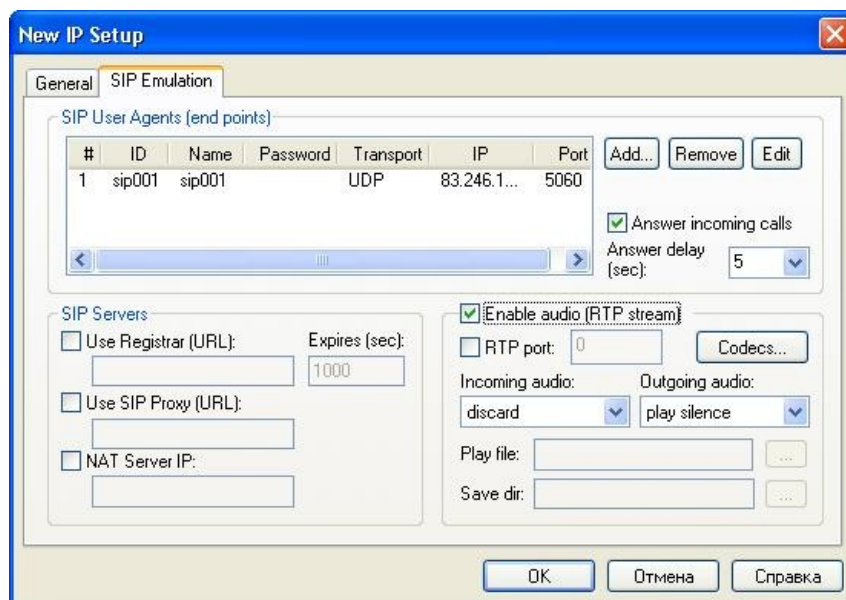 New IP Setup
General SIP Emulation
SIP User Agents (end points)
# ID Name Password Transport IP Port
1 sip001 sip001 UDP 83.246.1... 5060
Add... Remove Edit
Answer incoming calls
Answer delay (sec): 5
SIP Servers
Use Registrar (URL): Expires (sec):
1000
Use SIP Proxy (URL):
NAT Server IP:
Enable audio (RTP stream)
RTP port: 0 Codecs...
Incoming audio: Outgoing audio:
discard play silence
Play file: ...
Save dir: ...
OK Отмена Справка